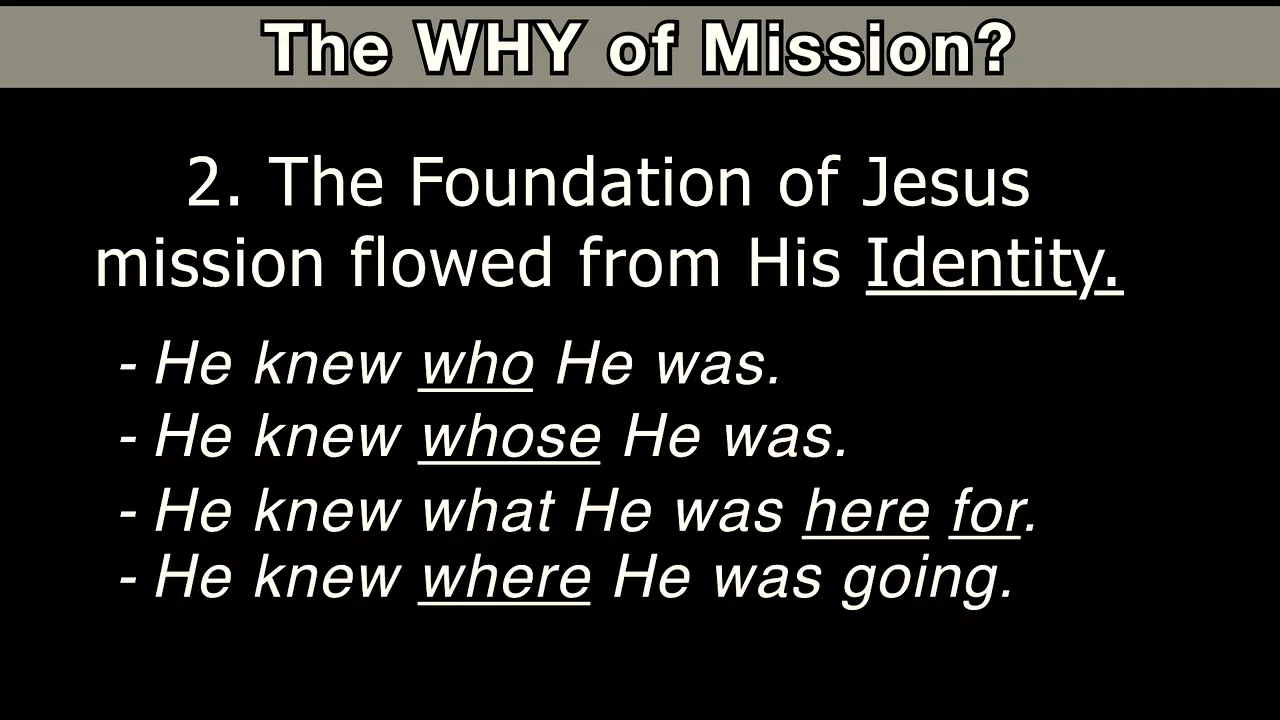 The WHY of Mission?
2. The Foundation of Jesus
mission flowed from His Identity.
- He knew who He was.
- He knew whose He was.
- He knew what He was here for.
- He knew where He was going.